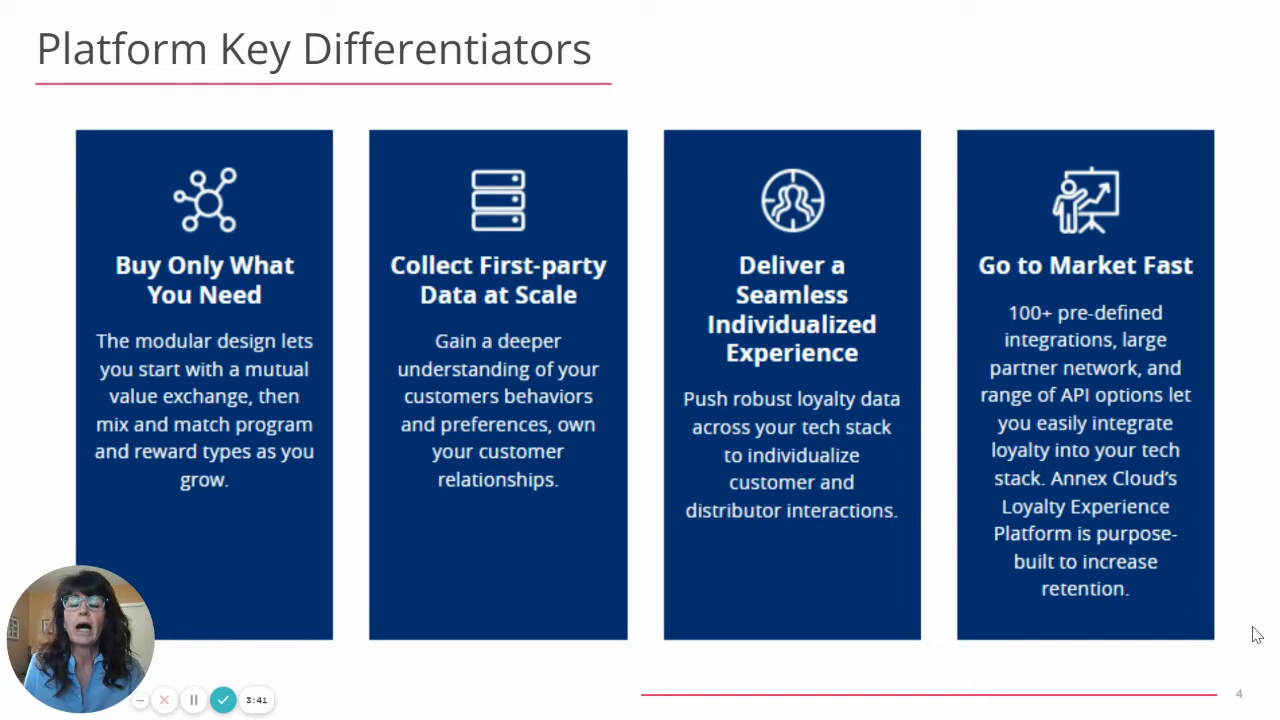 Platform Key Differentiators
Buy Only What
You Need
The modular design lets
you start with a mutual
value exchange, then
mix and match program
and reward types as you
grow.
Collect First-party
Data at Scale
Gain a deeper
understanding of your
customers behaviors
and preferences, own
your customer
relationships.
Deliver a
Seamless
Individualized
Experience
Push robust loyalty data
across your tech stack
to individualize
customer and
distributor interactions.
Go to Market Fast
100+ pre-defined
integrations, large
partner network, and
range of API options let
you easily integrate
loyalty into your tech
stack. Annex Cloud’s
Loyalty Experience
Platform is purpose-
built to increase
retention.
3:41
4